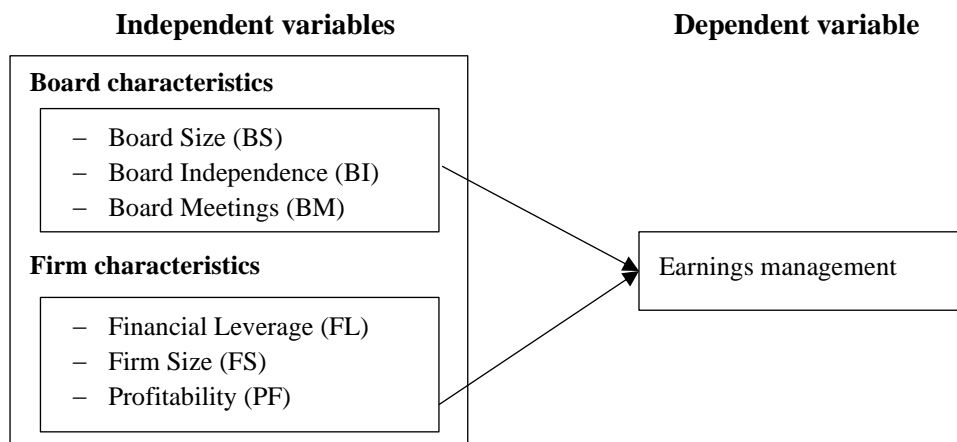 Independent variables
Dependent variable
Board characteristics
– Board Size (BS)
– Board Independence (BI)
– Board Meetings (BM)
Firm characteristics
– Financial Leverage (FL)
– Firm Size (FS)
– Profitability (PF)
Earnings management